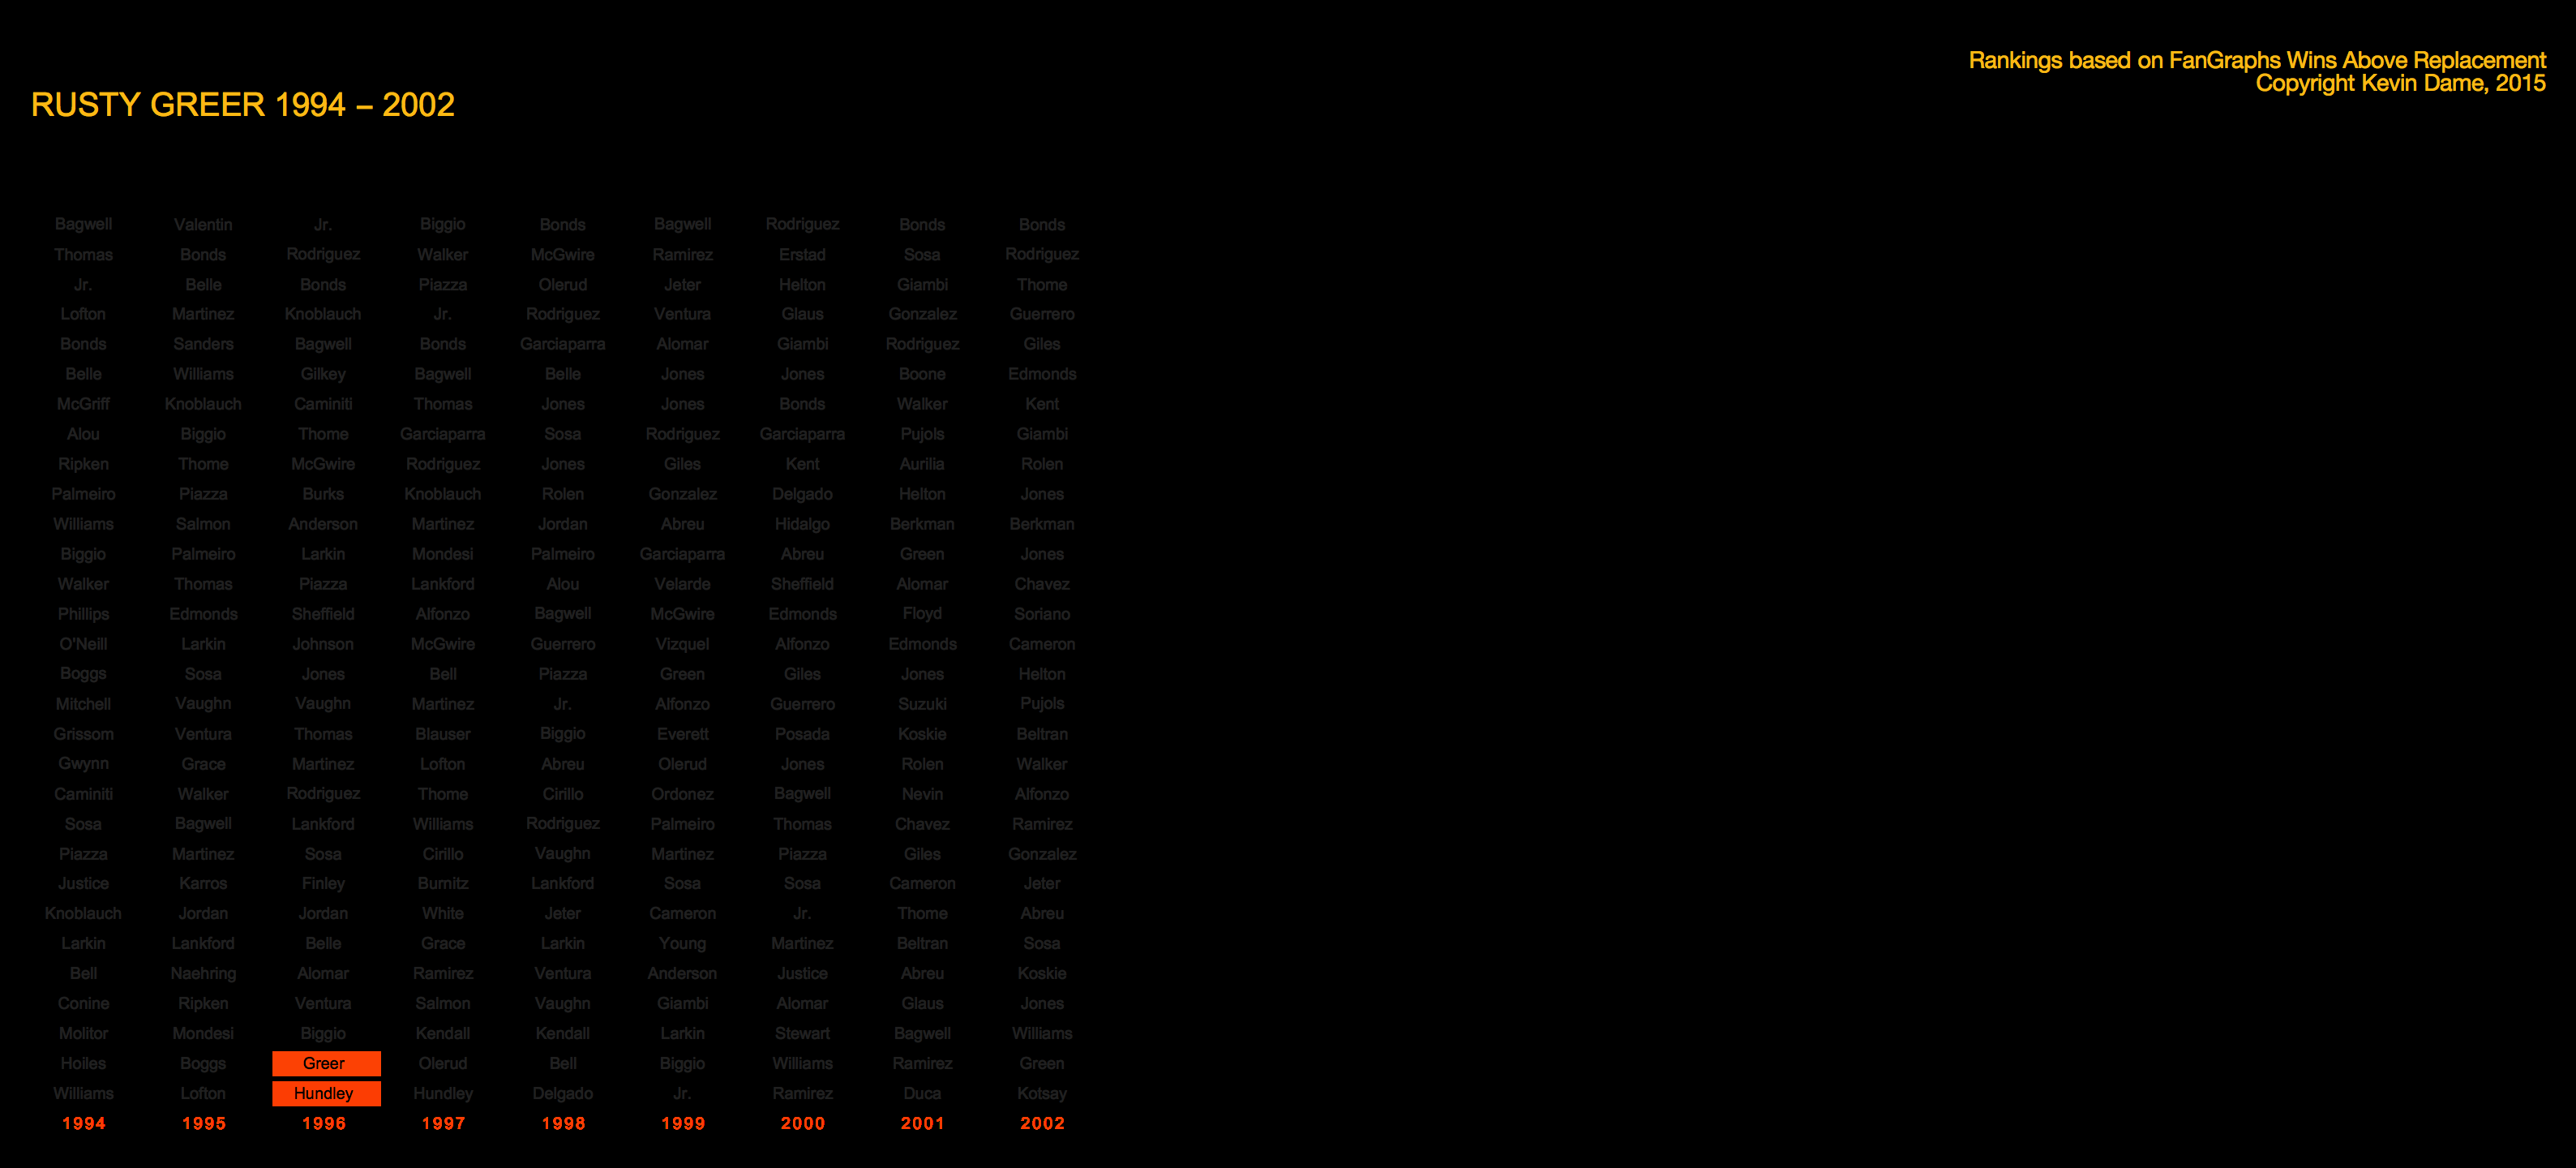 Rankings based on FanGraphs Wins Above Replacement
Copyright Kevin Dame, 2015
RUSTY GREER 1994 – 2002
Bagwell Valentin Jr. Biggio Bonds Bagwell Rodriguez Bonds Bonds
Thomas Bonds Rodriguez Walker McGwire Ramirez Erstad Sosa Rodriguez
Jr. Belle Bonds Piazza Olerud Jeter Helton Giambi Thome
Lofton Martinez Knoblauch Jr. Rodriguez Ventura Glaus Gonzalez Guerrero
Bonds Sanders Bagwell Bonds Garciaparra Alomar Giambi Rodriguez Giles
Belle Williams Gilkey Bagwell Belle Jones Jones Boone Edmonds
McGriff Knoblauch Caminiti Thomas Jones Jones Bonds Walker Kent
Alou Biggio Thome Garciaparra Sosa Rodriguez Garciaparra Pujols Giambi
Ripken Thome McGwire Rodriguez Jones Giles Kent Aurilia Rolen
Palmeiro Piazza Burks Knoblauch Rolen Gonzalez Delgado Helton Jones
Williams Salmon Anderson Martinez Jordan Abreu Hidalgo Berkman Berkman
Biggio Palmeiro Larkin Mondesi Palmeiro Garciaparra Abreu Green Jones
Walker Thomas Piazza Lankford Alou Velarde Sheffield Alomar Chavez
Phillips Edmonds Sheffield Alfonzo Bagwell McGwire Edmonds Floyd Soriano
O'Neill Larkin Johnson McGwire Guerrero Vizquel Alfonzo Edmonds Cameron
Boggs Sosa Jones Bell Piazza Green Giles Jones Helton
Mitchell Vaughn Vaughn Martinez Jr. Alfonzo Guerrero Suzuki Pujols
Grissom Ventura Thomas Blauser Biggio Everett Posada Koskie Beltran
Gwynn Grace Martinez Lofton Abreu Olerud Jones Rolen Walker
Caminiti Walker Rodriguez Thome Cirillo Ordonez Bagwell Nevin Alfonzo
Sosa Bagwell Lankford Williams Rodriguez Palmeiro Thomas Chavez Ramirez
Piazza Martinez Sosa Cirillo Vaughn Martinez Piazza Giles Gonzalez
Justice Karros Finley Burnitz Lankford Sosa Sosa Cameron Jeter
Knoblauch Jordan Jordan White Jeter Cameron Jr. Thome Abreu
Larkin Lankford Belle Grace Larkin Young Martinez Beltran Sosa
Bell Naehring Alomar Ramirez Ventura Anderson Justice Abreu Koskie
Conine Ripken Ventura Salmon Vaughn Giambi Alomar Glaus Jones
Molitor Mondesi Biggio Kendall Kendall Larkin Stewart Bagwell Williams
Hoiles Boggs Greer Olerud Bell Biggio Williams Ramirez Green
Williams Lofton Hundley Hundley Delgado Jr. Ramirez Duca Kotsay
1994 1995 1996 1997 1998 1999 2000 2001 2002